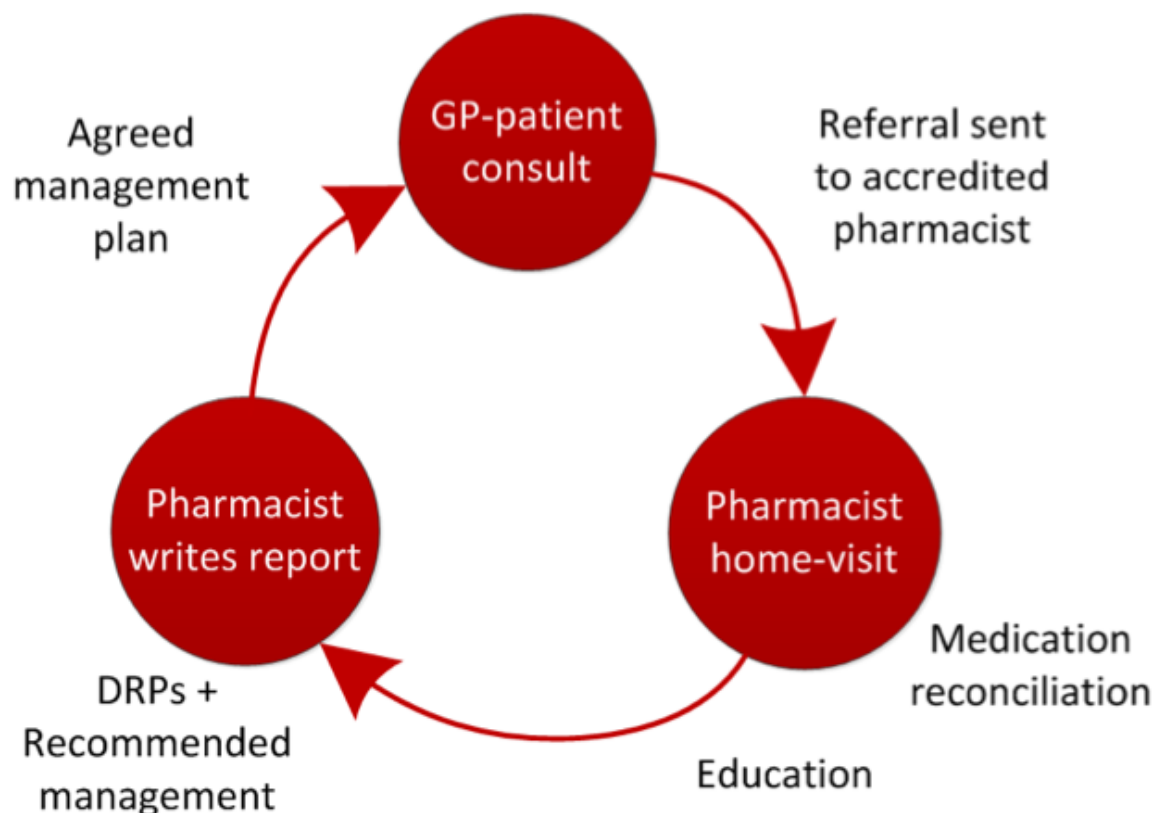 GP-patient
consult
Referral sent
to accredited
pharmacist
Pharmacist
home-visit
Medication
reconciliation
Education
Pharmacist
writes report
DRPs +
Recommended
management
Agreed
management
plan